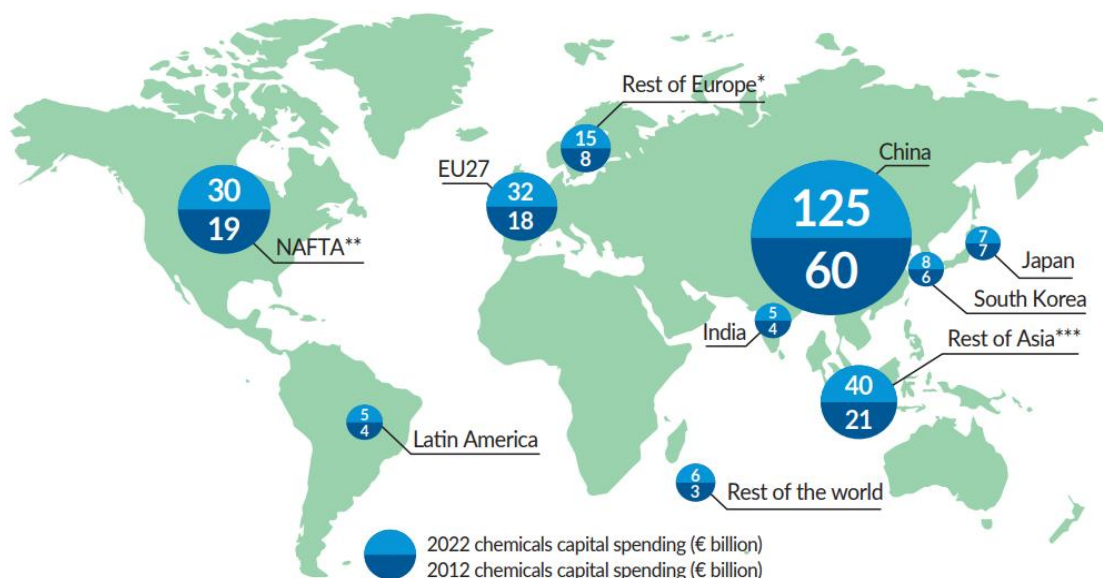 Rest of Europe*
15
8
EU27
32
18
China
125
60
30
19
NAFTA**
7
7
Japan
8
6
South Korea
5
4
India
Rest of Asia***
40
21
5
4
Latin America
6
3
Rest of the world
2022 chemicals capital spending (€ billion)
2012 chemicals capital spending (€ billion)